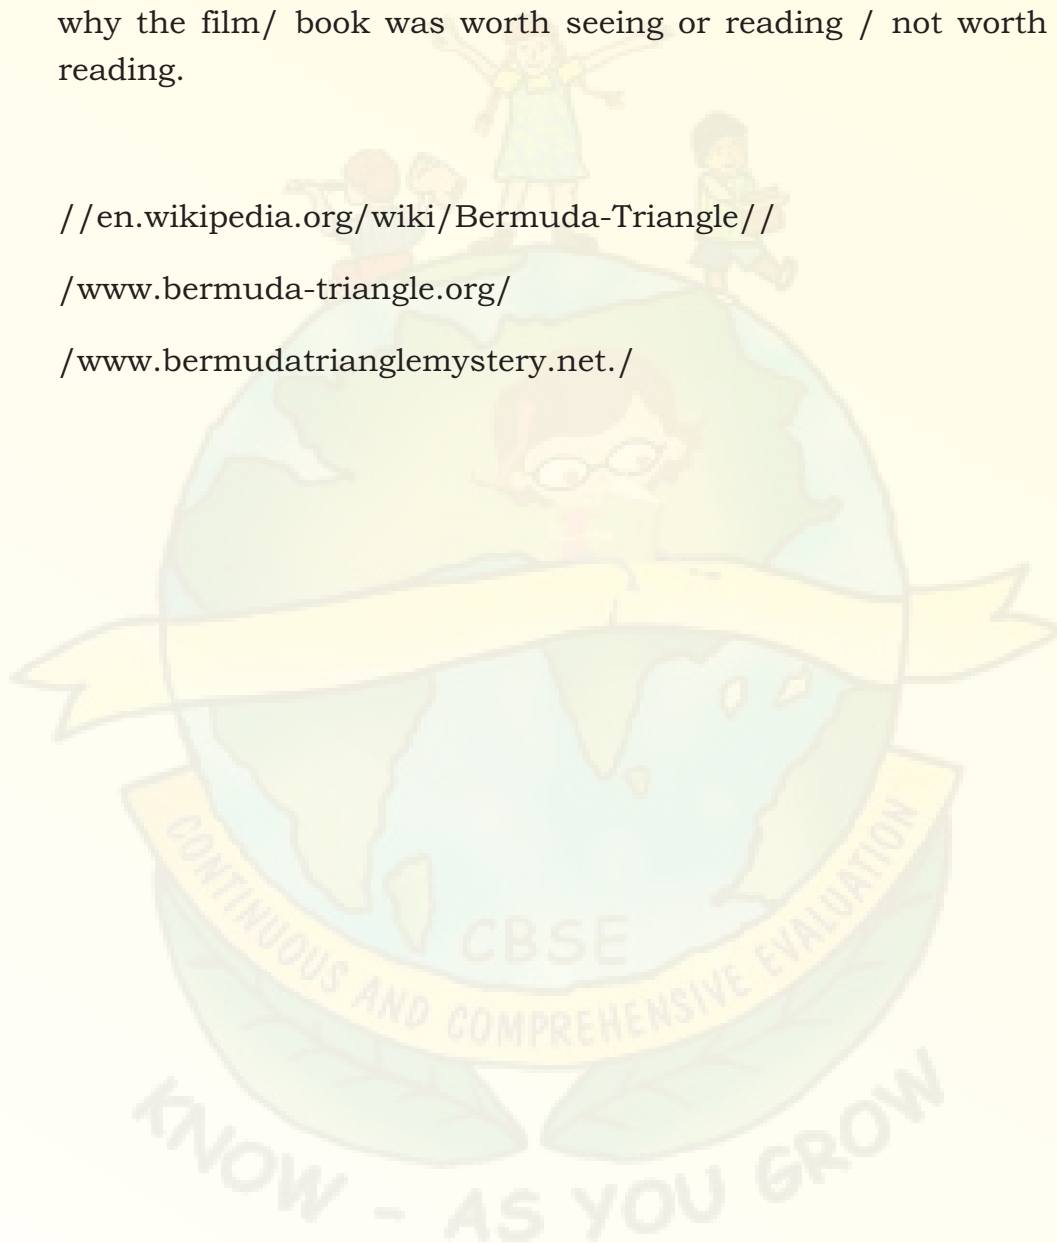 why the film/ book was worth seeing or reading / not worth
reading.
//en.wikipedia.org/wiki/Bermuda-Triangle//
/www.bermuda-triangle.org/
/www.bermudatrianglemystery.net./
CBSE
CONTINUOUS AND COMPREHENSIVE EVALUATION
KNOW - AS YOU GROW